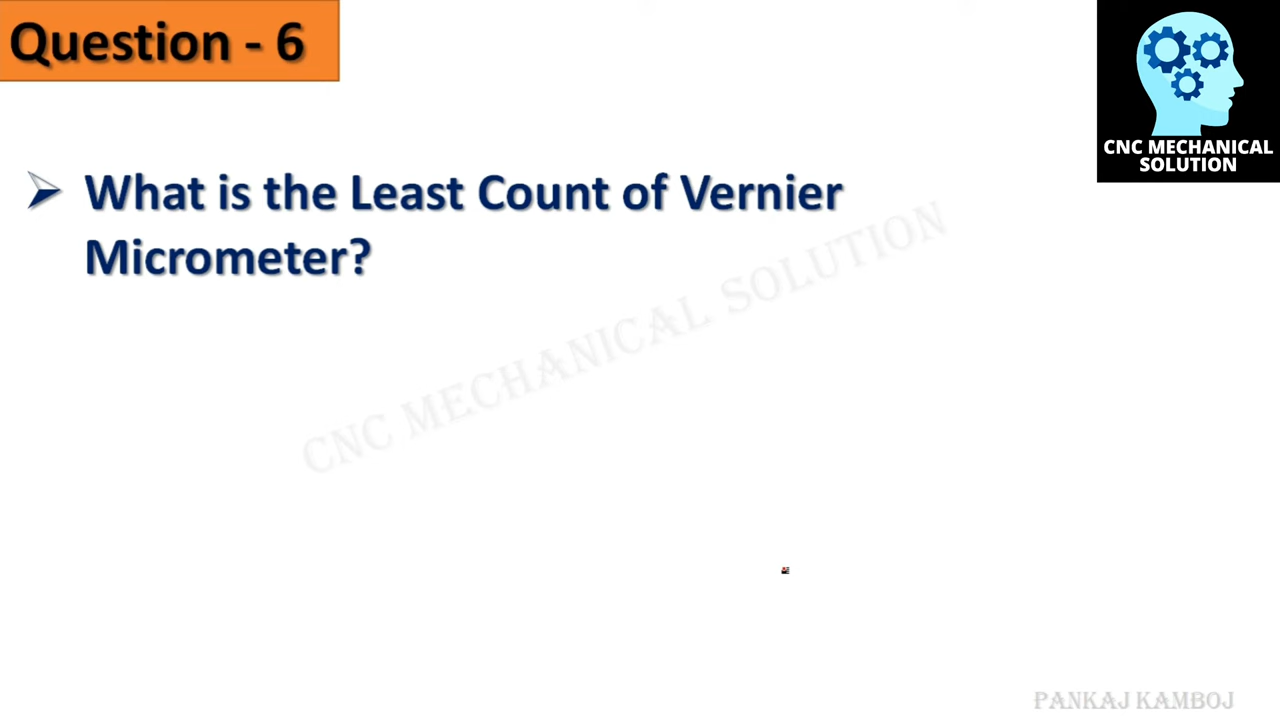 Question - 6
CNC MECHANICAL
SOLUTION
➢ What is the Least Count of Vernier
Micrometer?
CNC MECHANICAL SOLUTION
PANKAJ KAMBOJ